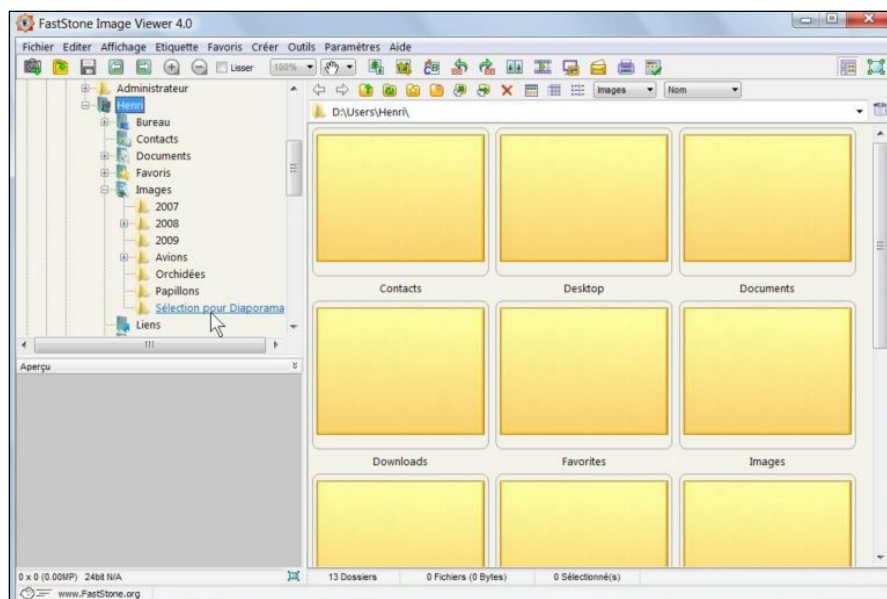 FastStone Image Viewer 4.0
Fichier Editer Affichage Etiquette Favoris Créer Outils Paramètres Aide
Lisser 100%
Administrateur
Henri
Bureau
Contacts
Documents
Favoris
Images
2007
2008
2009
Avions
Orchidées
Papillons
Sélection pour Diaporama
Liens
Aperçu
0 x 0 (0.00MP) 24bit N/A
Images Nom
D:\Users\Henri\
Contacts Desktop Documents
Downloads Favorites Images
13 Dossiers 0 Fichiers (0 Bytes) 0 Sélectionné(s)
www.FastStone.org